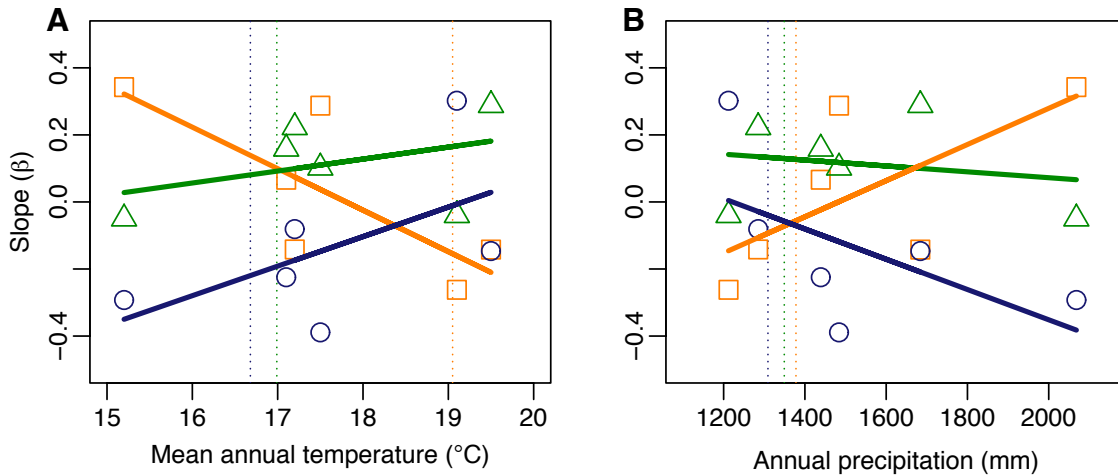 A
B
Slope (β)
0.4
0.2
0.0
−0.4
15 16 17 18 19 20
Mean annual temperature (°C)
0.4
0.2
0.0
−0.4
1200 1400 1600 1800 2000
Annual precipitation (mm)